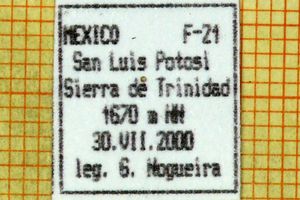 MEXICO F-21
San Luis Potosi
Sierra de Trinidad
1670 m NN
30.VII.2000
leg. G. Nogueira